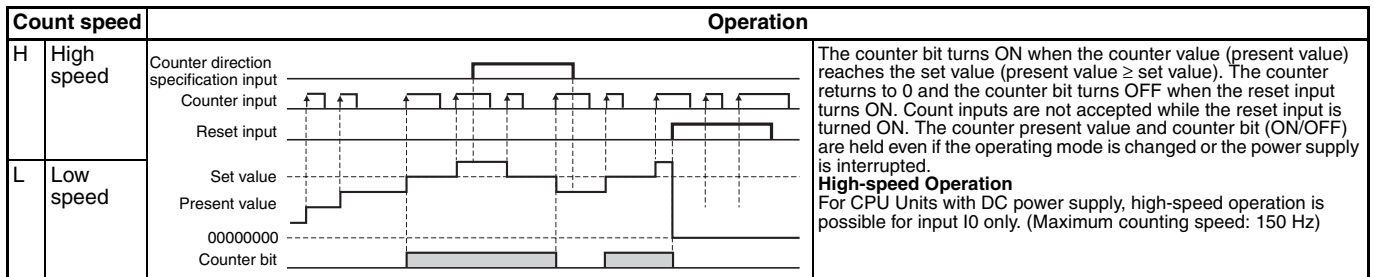 Count speed
Operation
H
High
speed
L
Low
speed
Counter direction
specification input
Counter input
Reset input
Set value
Present value
00000000
Counter bit
The counter bit turns ON when the counter value (present value)
reaches the set value (present value ≥ set value). The counter
returns to 0 and the counter bit turns OFF when the reset input
turns ON. Count inputs are not accepted while the reset input is
turned ON. The counter present value and counter bit (ON/OFF)
are held even if the operating mode is changed or the power supply
is interrupted.
High-speed Operation
For CPU Units with DC power supply, high-speed operation is
possible for input I0 only. (Maximum counting speed: 150 Hz)